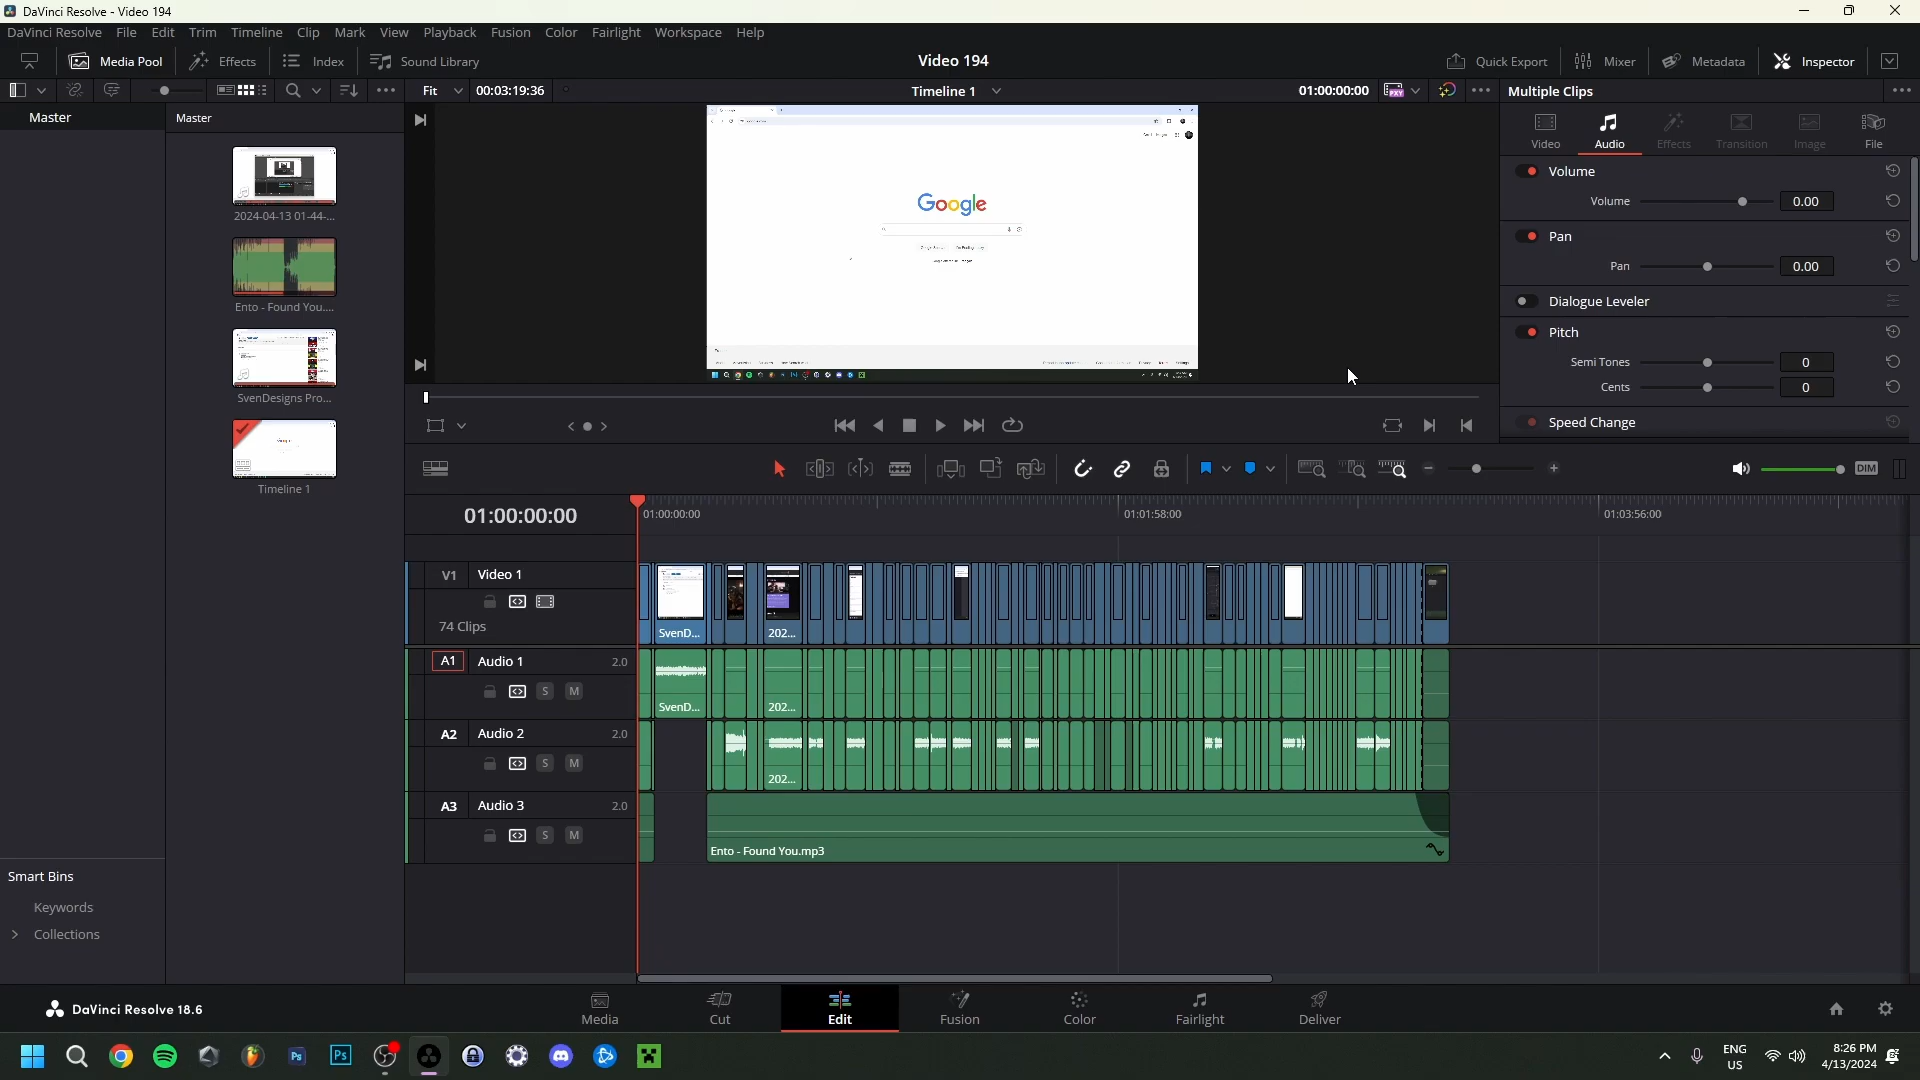 DaVinci Resolve - Video 194
DaVinci Resolve File Edit Trim Timeline Clip Mark View Playback Fusion Color Fairlight Workspace Help
Media Pool Effects Index Sound Library Video 194 Quick Export Mixer Metadata Inspector
Fit 00:03:19:36 Timeline 1 01:00:00:00 PXY Multiple Clips
Master
Master
Video Audio Effects Transition Image File
Volume
Volume 0.00
Pan
Pan 0.00
Dialogue Leveler
Pitch
Semi Tones 0
Cents 0
Speed Change
2024-04-13 01-44-...
Ento - Found You....
SvenDesigns Pro...
Timeline 1
Google
DIM
01:00:00:00
01:00:00:00 01:01:58:00 01:03:56:00
V1 Video 1
74 Clips
SvenD... 202...
A1 Audio 1 2.0
S M
SvenD... 202...
A2 Audio 2 2.0
S M
202...
A3 Audio 3 2.0
S M
Ento - Found You.mp3
Smart Bins
Keywords
Collections
DaVinci Resolve 18.6
Media Cut Edit Fusion Color Fairlight Deliver
Ps Ps
ENG
US
8:26 PM
4/13/2024